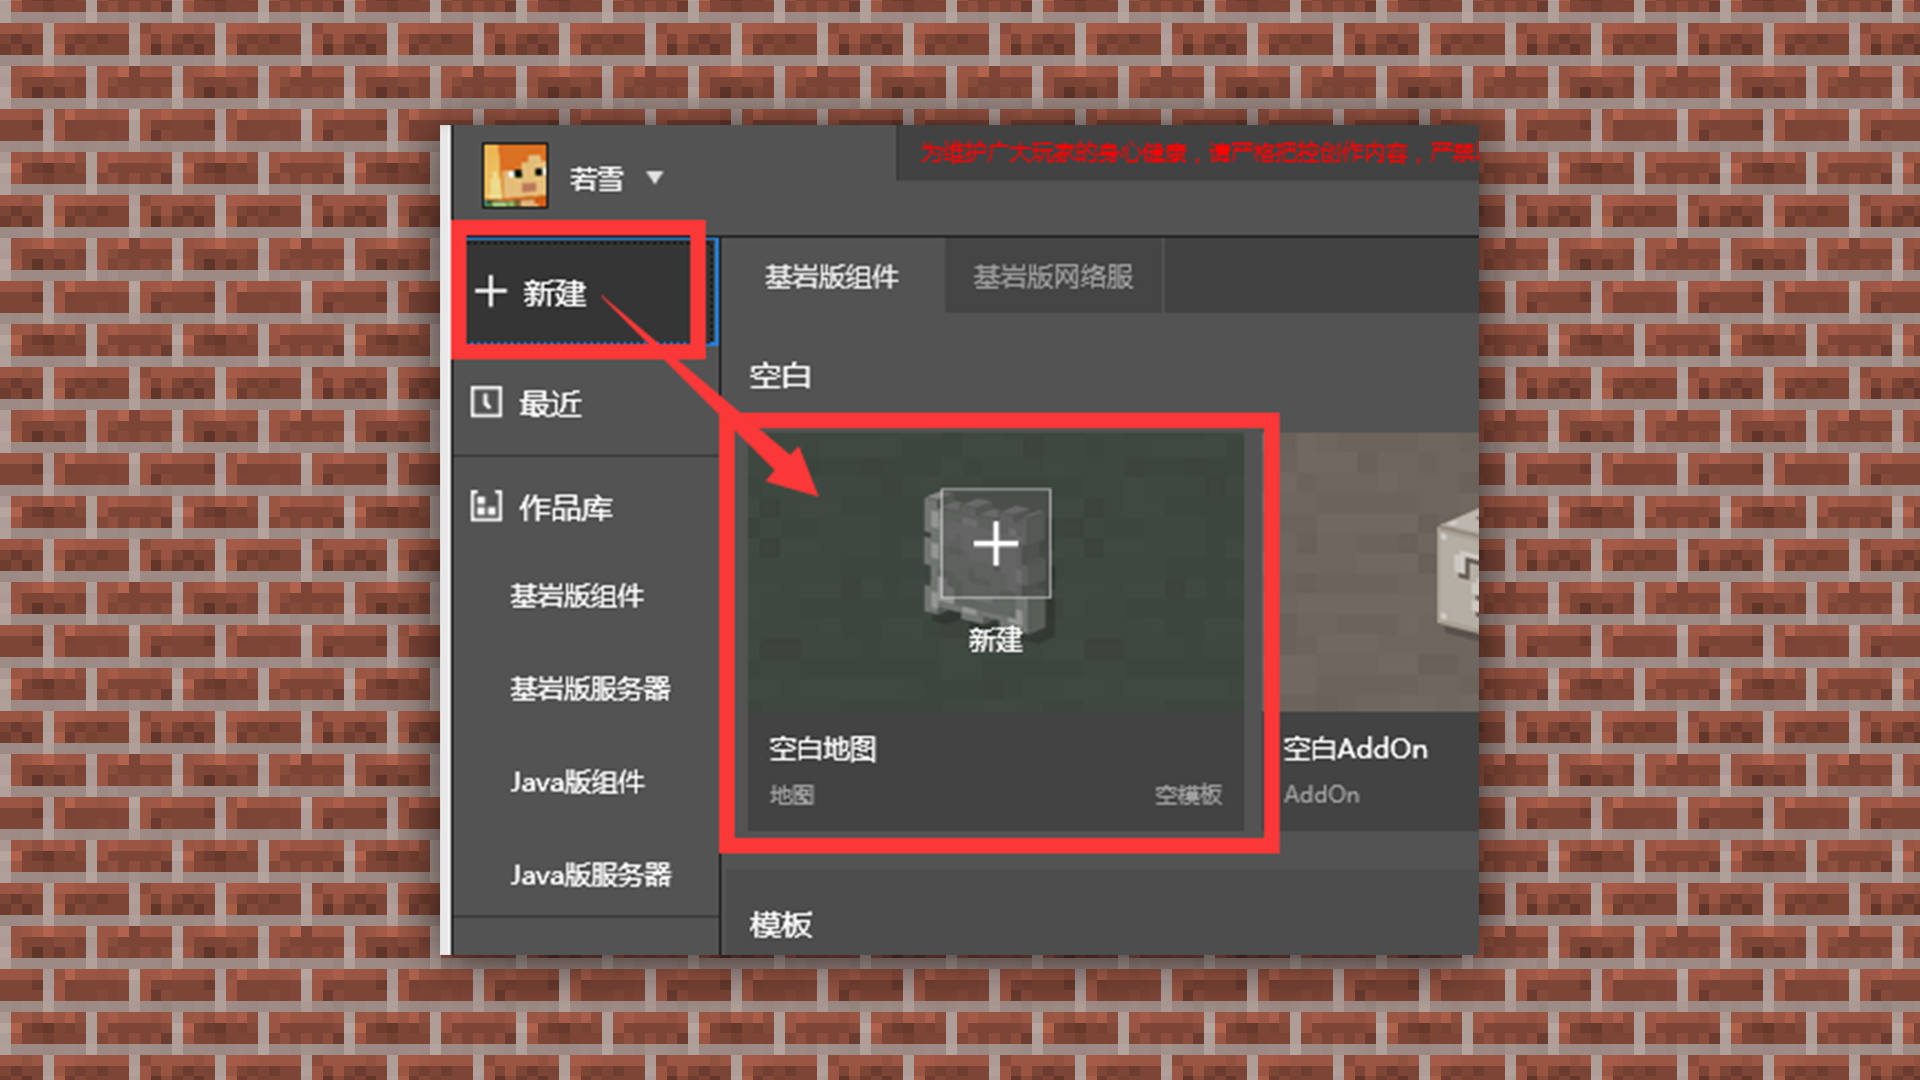 若雪
为维护广大玩家的身心健康，请严格把控创作内容，严禁
新建
基岩版组件
基岩版网络服
最近
空白
作品库
新建
基岩版组件
基岩版服务器
空白地图
空白AddOn
地图
空模板
AddOn
Java版组件
Java版服务器
模板